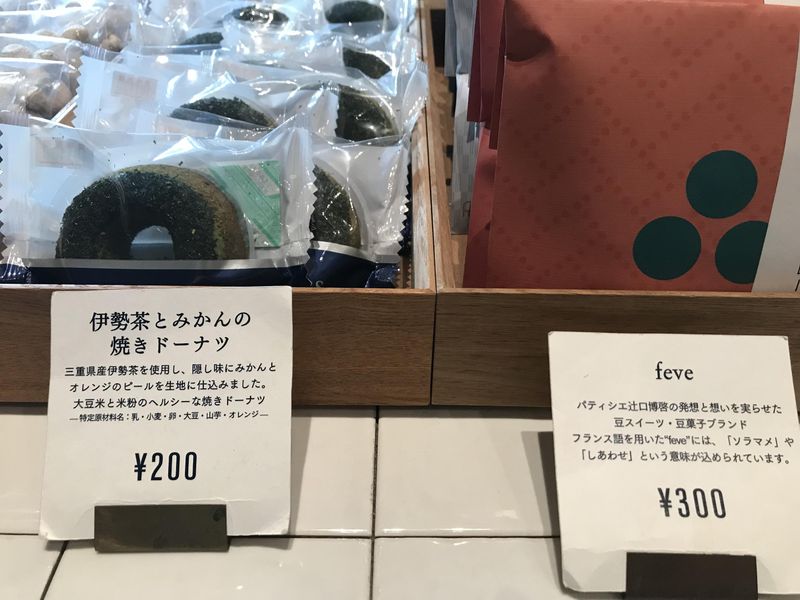 伊勢茶とみかんの
焼きドーナツ
三重県産伊勢茶を使用し、隠し味にみかんと
オレンジのピールを生地に仕込みました。
大豆米と米粉のヘルシーな焼きドーナツ
—特定原材料名：乳・小麦・卵・大豆・山芋・オレンジ—
¥200
feve
パティシエ辻口博啓の発想と想いを実らせた
豆スイーツ・豆菓子ブランド
フランス語を用いた“feve”には、「ソラマメ」や
「しあわせ」という意味が込められています。
¥300